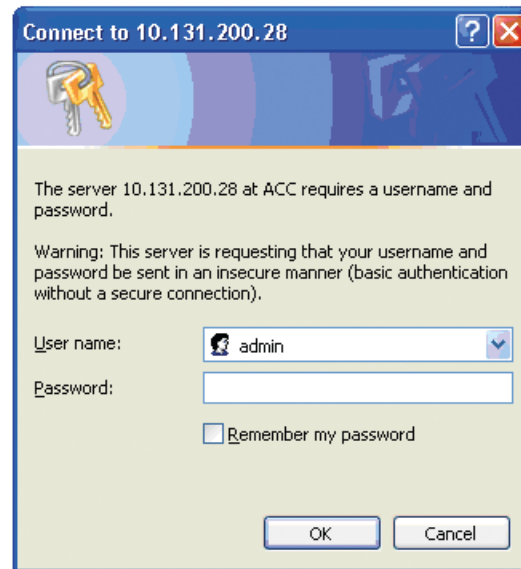 Connect to 10.131.200.28
?
The server 10.131.200.28 at ACC requires a username and
password.
Warning: This server is requesting that your username and
password be sent in an insecure manner (basic authentication
without a secure connection).
User name:
admin
Password:
Remember my password
OK
Cancel